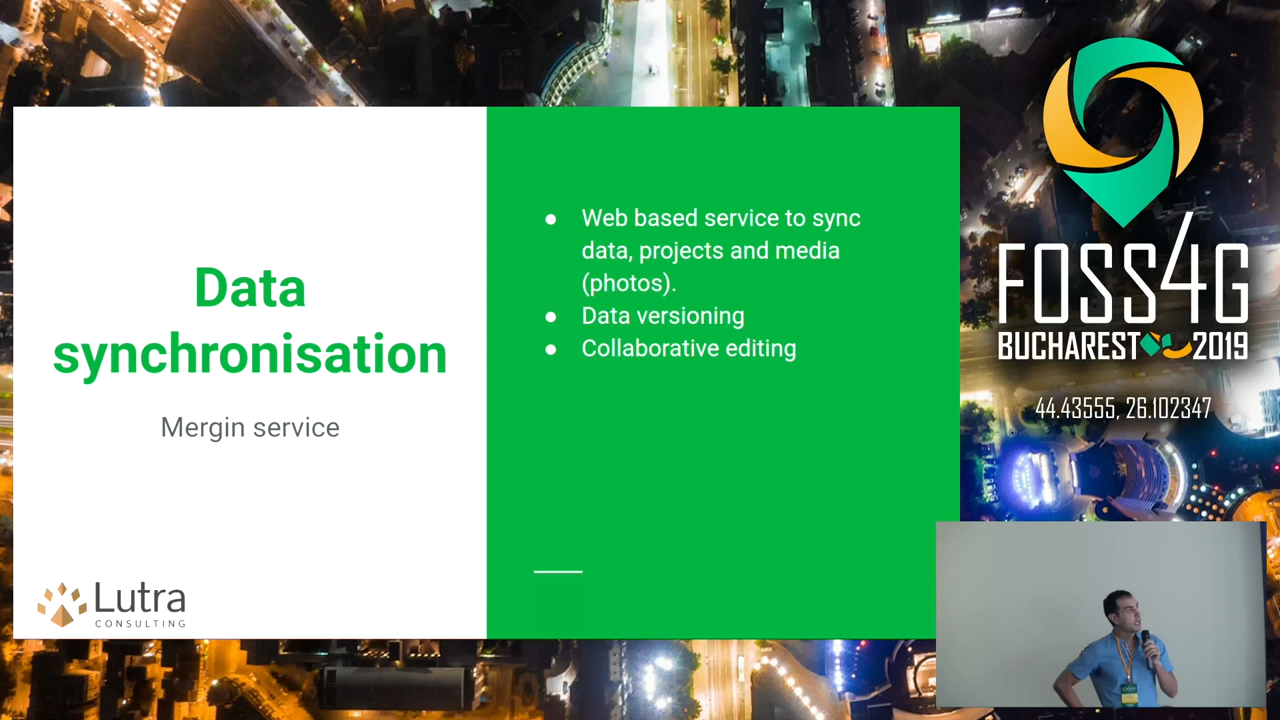 Data
synchronisation
Mergin service
Lutra
CONSULTING
● Web based service to sync
data, projects and media
(photos).
● Data versioning
● Collaborative editing
FOSS4G
BUCHAREST 2019
44.43555, 26.102347